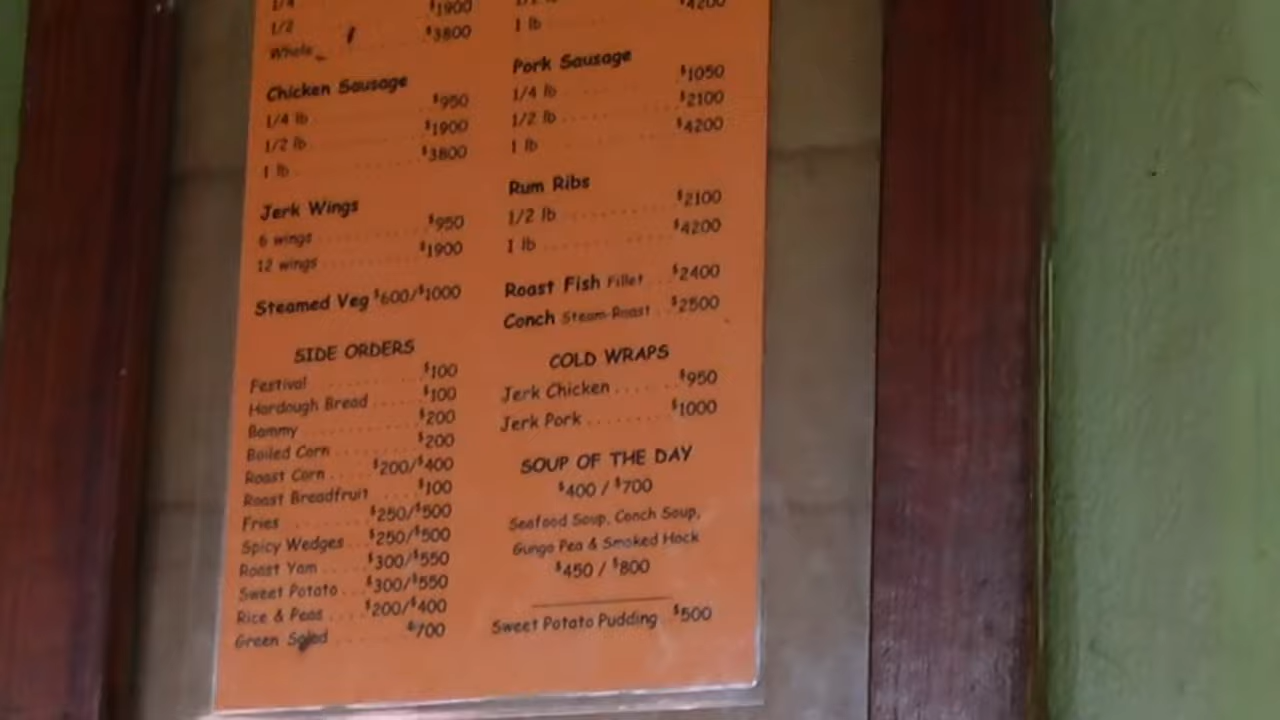 1/4 $1900
1/2 $3800
Whole
Chicken Sausage
1/4 lb $950
1/2 lb $1900
1 lb $3800
Jerk Wings
6 wings $950
12 wings $1900
Steamed Veg $600/$1000
SIDE ORDERS
Festival $100
Hardough Bread $100
Bammy $200
Boiled Corn $200
Roast Corn $200/$400
Roast Breadfruit $100
Fries $250/$500
Spicy Wedges $250/$500
Roast Yam $300/$550
Sweet Potato $300/$550
Rice & Peas $200/$400
Green Salad $700
$4200
1 lb
Pork Sausage
1/4 lb $1050
1/2 lb $2100
1 lb $4200
Rum Ribs
1/2 lb $2100
1 lb $4200
Roast Fish Fillet $2400
Conch Steam Roast $2500
COLD WRAPS
Jerk Chicken $950
Jerk Pork $1000
SOUP OF THE DAY
$400 / $700
Seafood Soup, Conch Soup,
Gungo Pea & Smoked Hock
$450 / $800
Sweet Potato Pudding $500